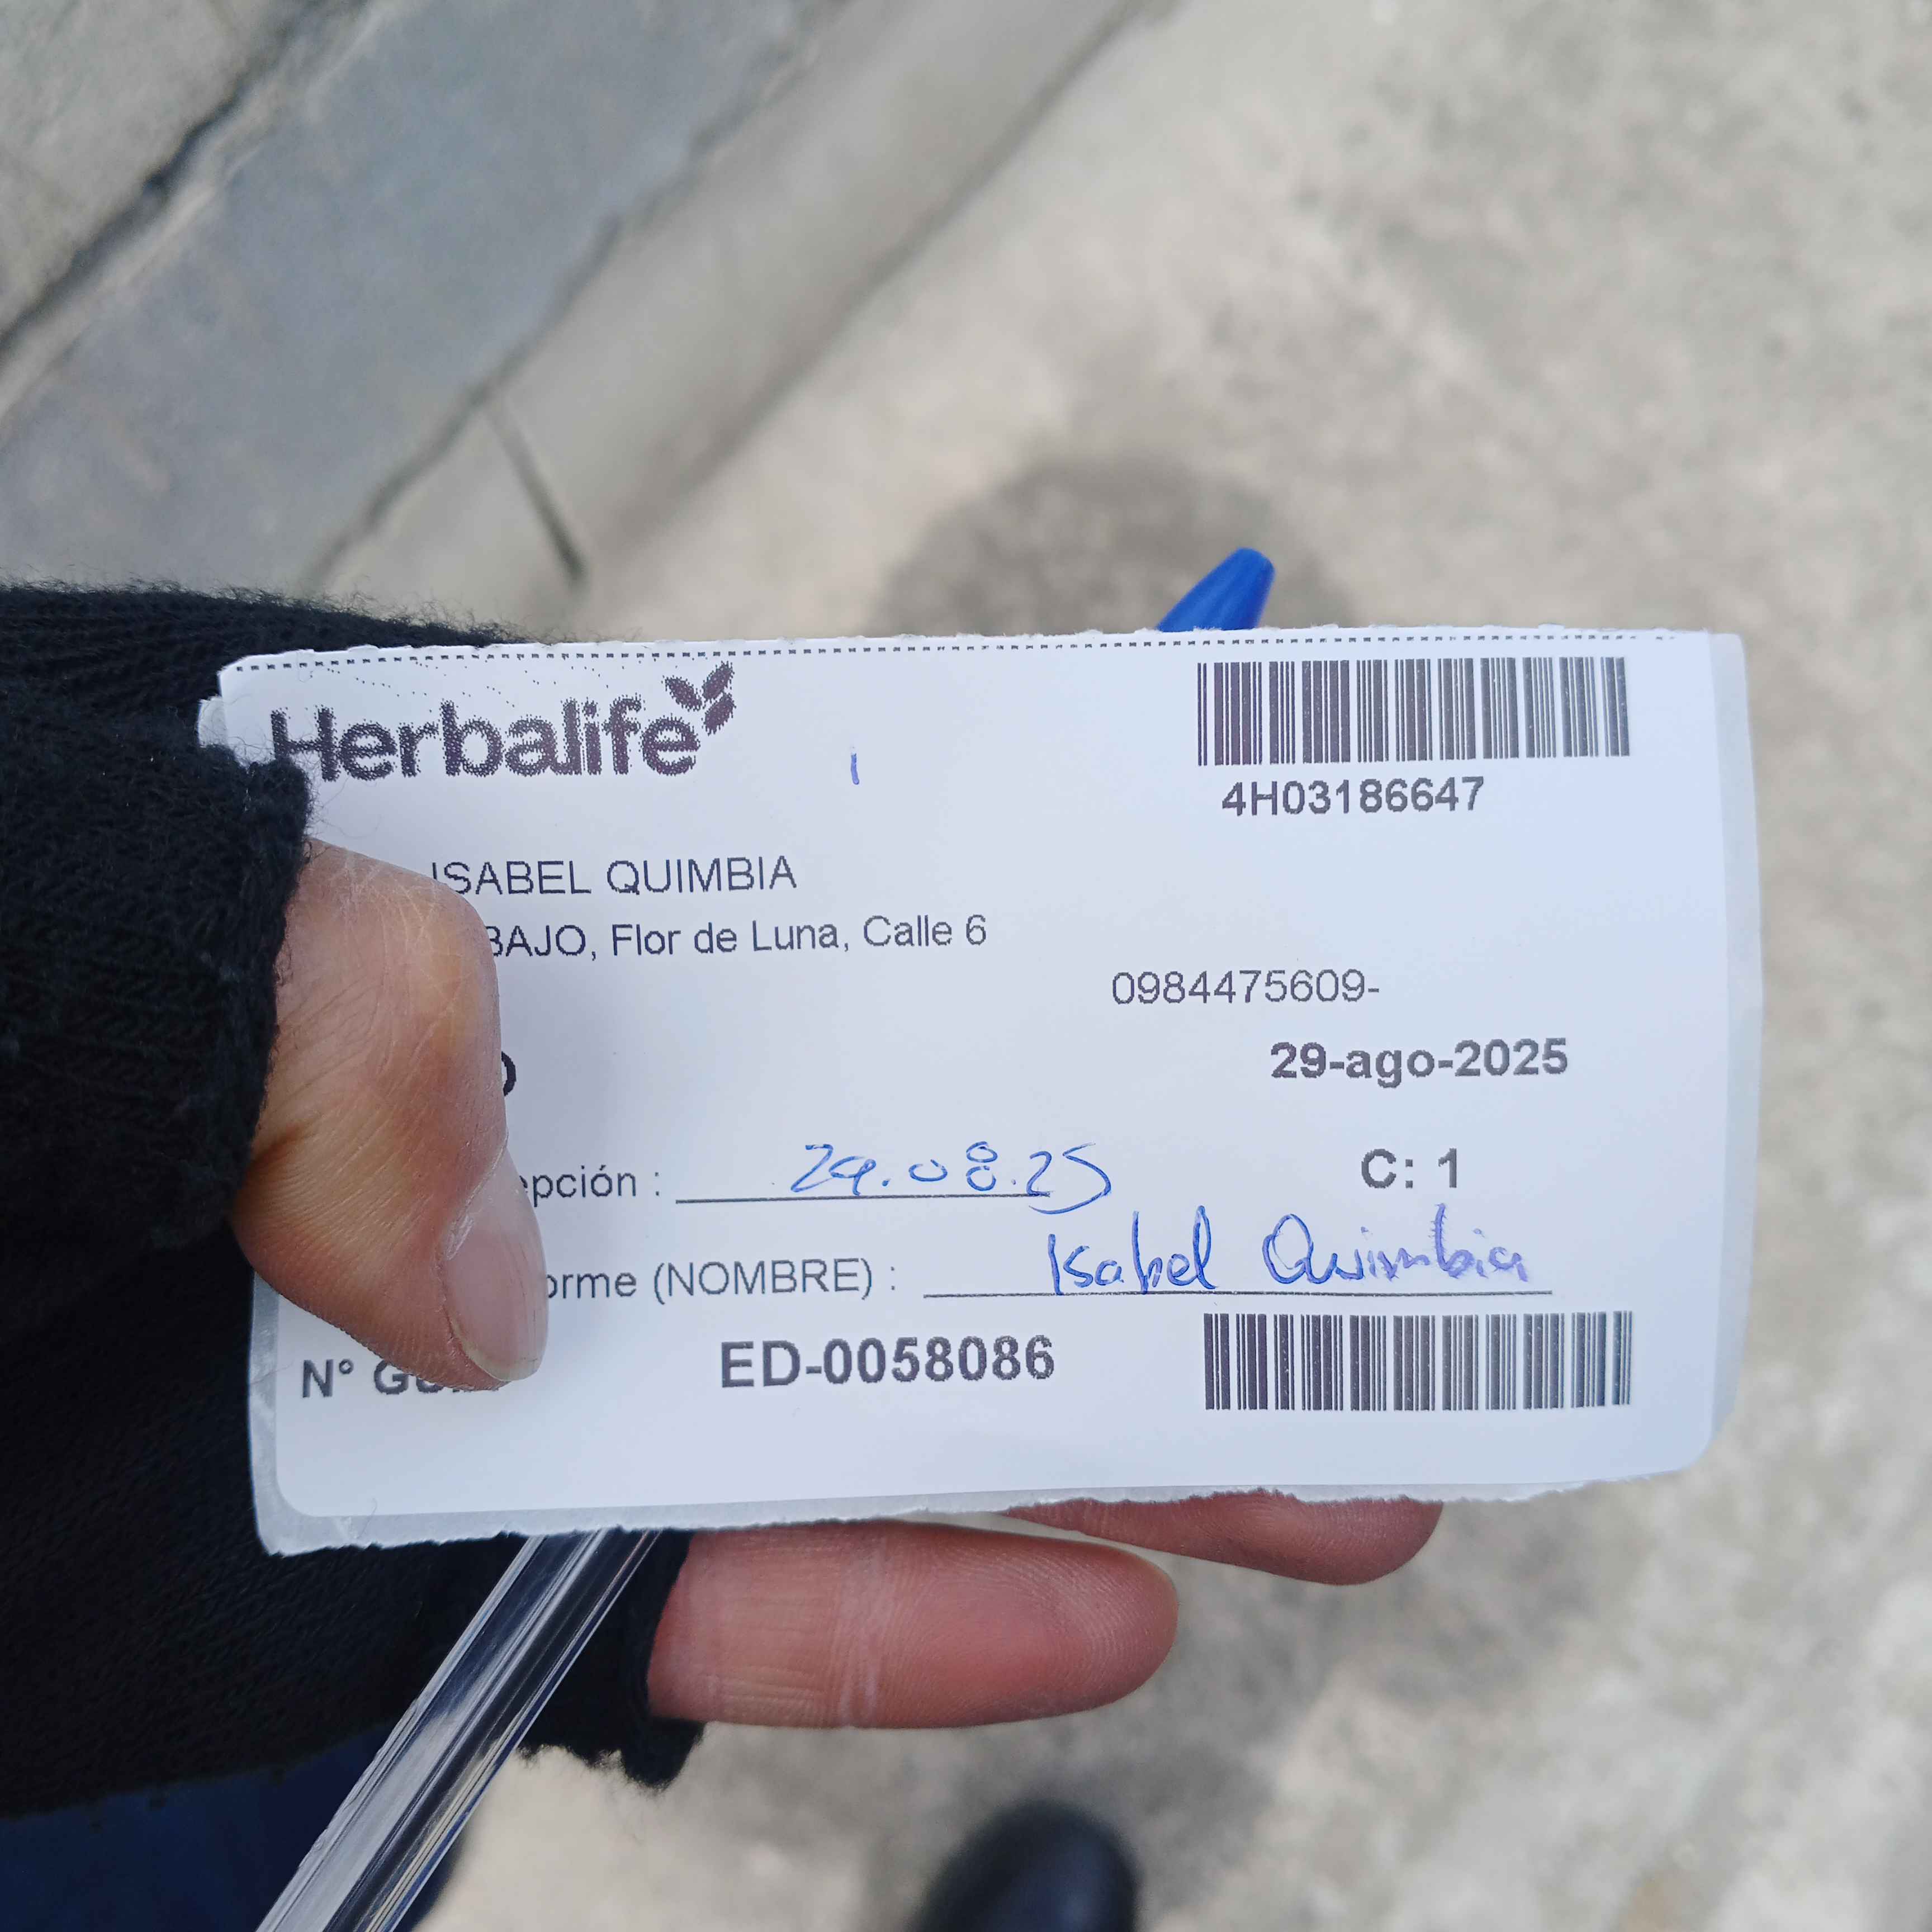 Herbalife
4H03186647
ISABEL QUIMBIA
BAJO, Flor de Luna, Calle 6
0984475609-
29-ago-2025
pción : 29.08.25
C: 1
orme (NOMBRE) : Isabel Quimbia
N° ED-0058086